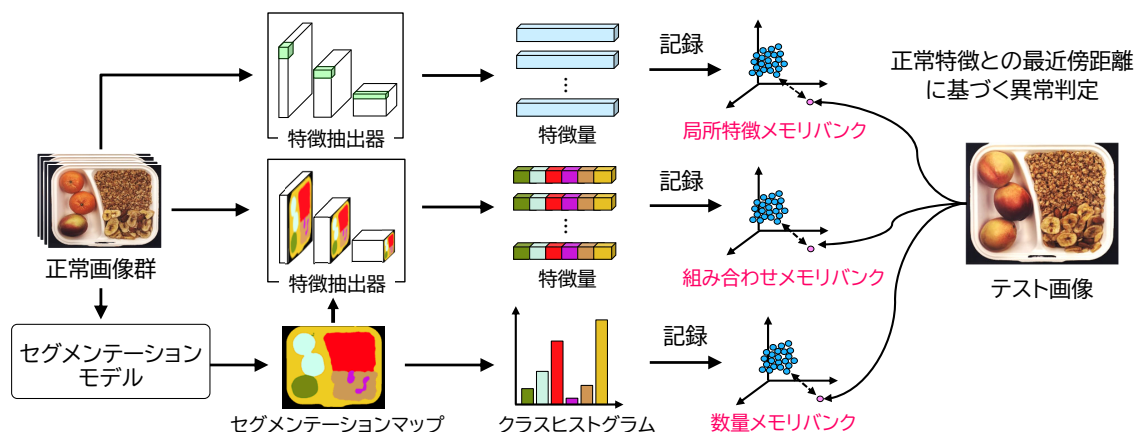 特徴抽出器
特徴量
記録
局所特徴メモリバンク
正常特徴との最近傍距離
に基づく異常判定
正常画像群
特徴抽出器
特徴量
記録
組み合わせメモリバンク
テスト画像
セグメンテーション
モデル
セグメンテーションマップ
クラスヒストグラム
記録
数量メモリバンク